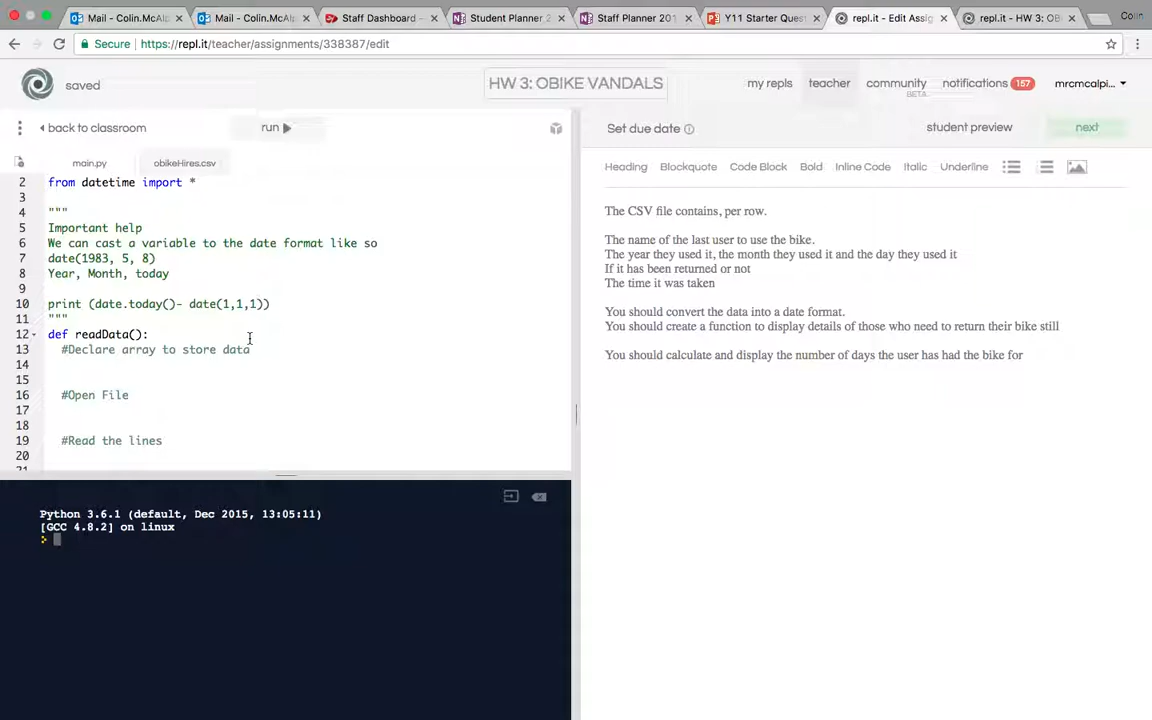 Mail - Colin.McAlp
Mail - Colin.McAlp
Staff Dashboard -
Student Planner 2
Staff Planner 201
Y11 Starter Quest
repl.it - Edit Assig
repl.it - HW 3: OB
Colin
Secure
https://repl.it/teacher/assignments/338387/edit
saved
HW 3: OBIKE VANDALS
my repls
teacher
community
BETA
notifications
157
mrcmcalpi...
back to classroom
run
Set due date
student preview
next
main.py
obikeHires.csv
Heading
Blockquote
Code Block
Bold
Inline Code
Italic
Underline
2 from datetime import *
3
4 """
5 Important help
6 We can cast a variable to the date format like so
7 date(1983, 5, 8)
8 Year, Month, today
9
10 print (date.today()- date(1,1,1))
11 """
12 def readData():
13 #Declare array to store data
14
15
16 #Open File
17
18
19 #Read the lines
20
21
The CSV file contains, per row.
The name of the last user to use the bike.
The year they used it, the month they used it and the day they used it
If it has been returned or not
The time it was taken
You should convert the data into a date format.
You should create a function to display details of those who need to return their bike still
You should calculate and display the number of days the user has had the bike for
Python 3.6.1 (default, Dec 2015, 13:05:11)
[GCC 4.8.2] on linux